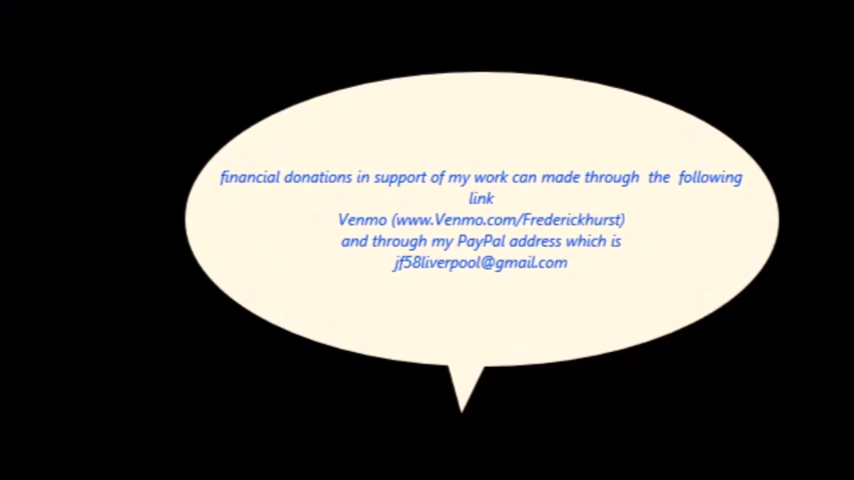 financial donations in support of my work can made through the following
link
Venmo (www.Venmo.com/Frederickhurst)
and through my PayPal address which is
jf58liverpool@gmail.com